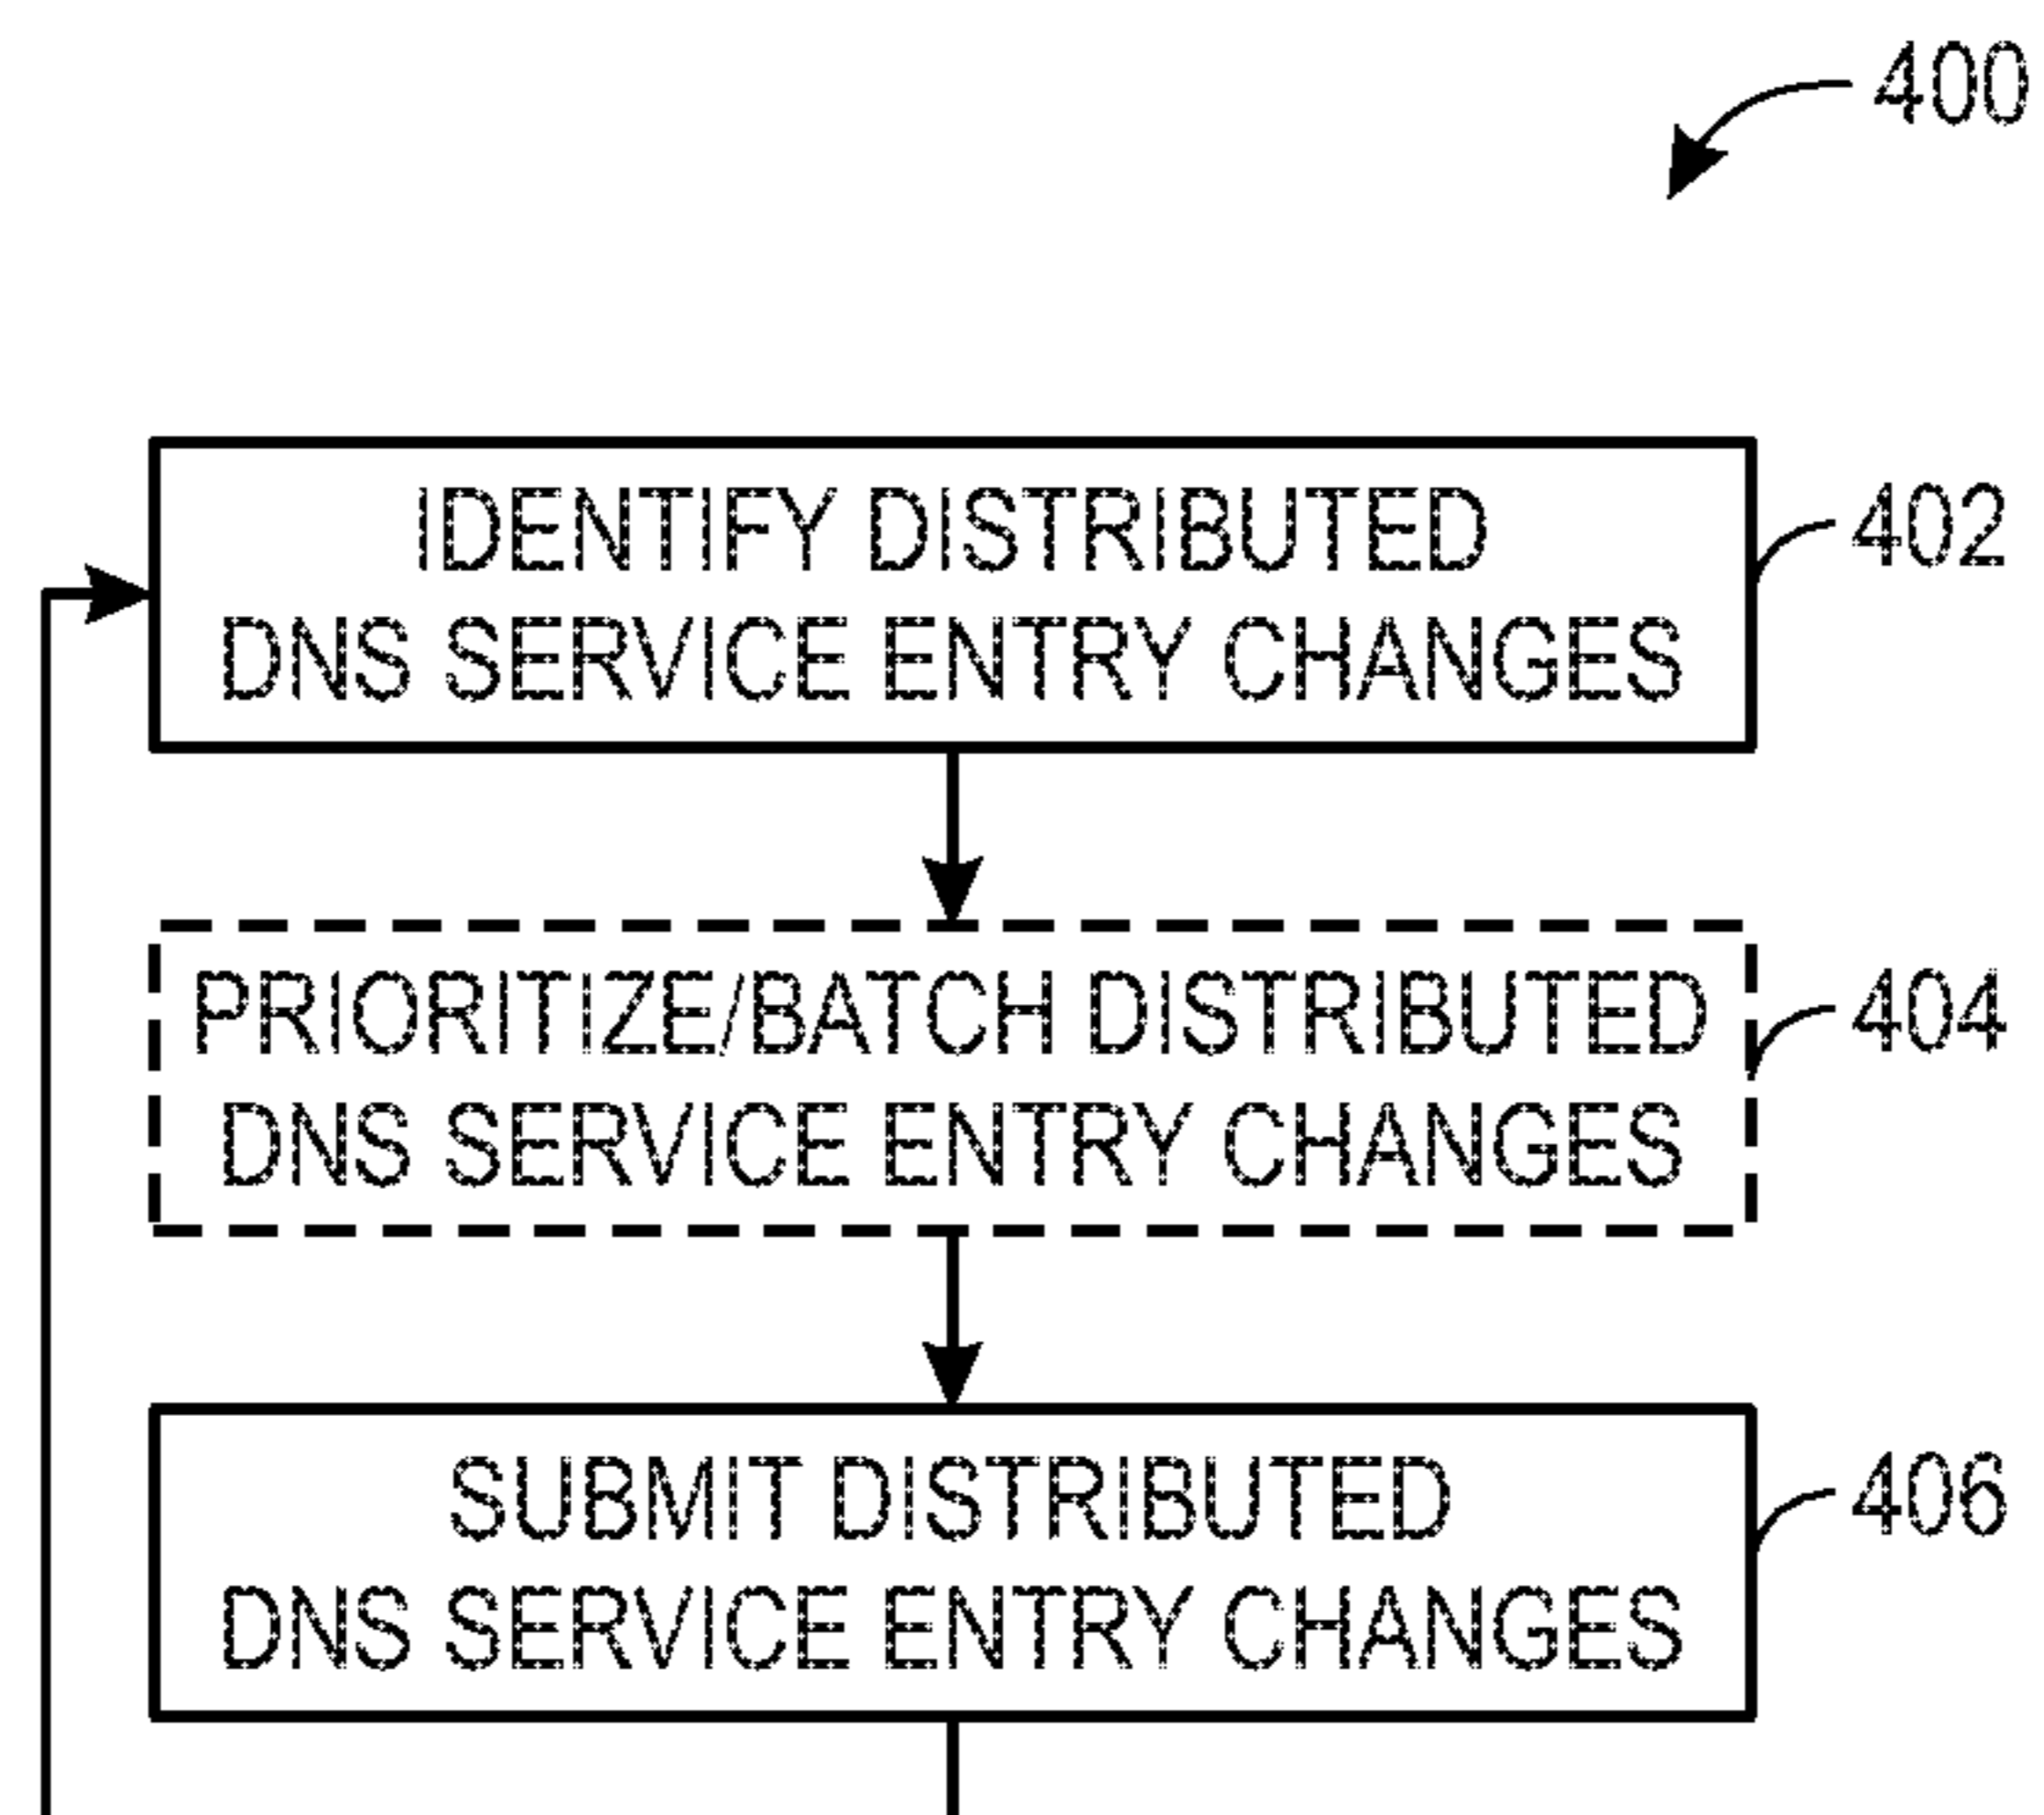 400
IDENTIFY DISTRIBUTED
DNS SERVICE ENTRY CHANGES
402
PRIORITIZE/BATCH DISTRIBUTED
DNS SERVICE ENTRY CHANGES
404
SUBMIT DISTRIBUTED
DNS SERVICE ENTRY CHANGES
406